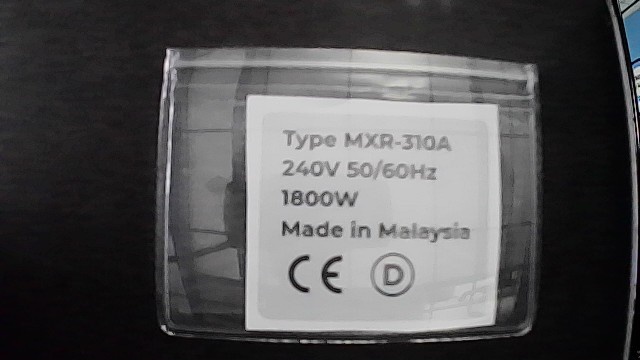 Type MXR-310A
240V 50/60Hz
1800W
Made in Malaysia
CE D